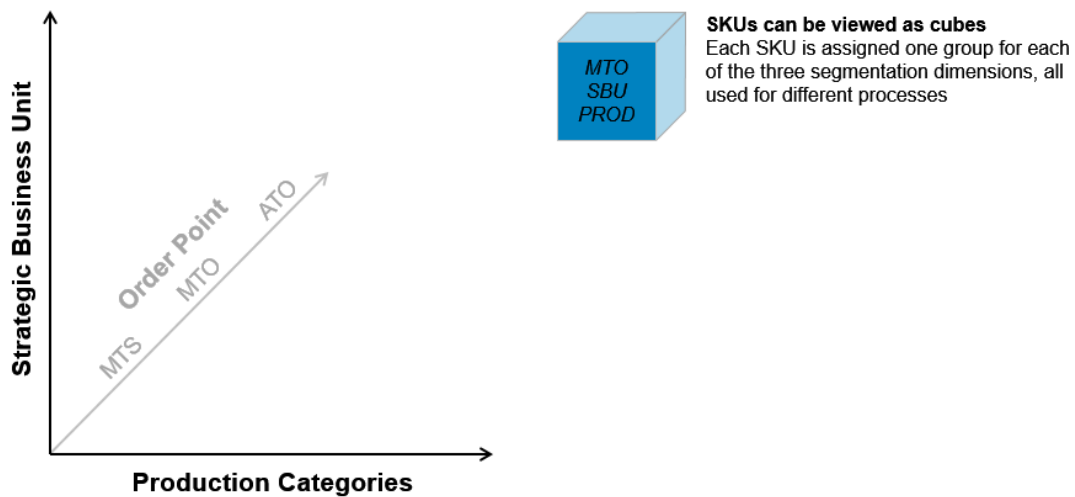 Strategic Business Unit
Order Point
MTS
MTO
ATO
Production Categories
MTO
SBU
PROD
SKUs can be viewed as cubes
Each SKU is assigned one group for each
of the three segmentation dimensions, all
used for different processes